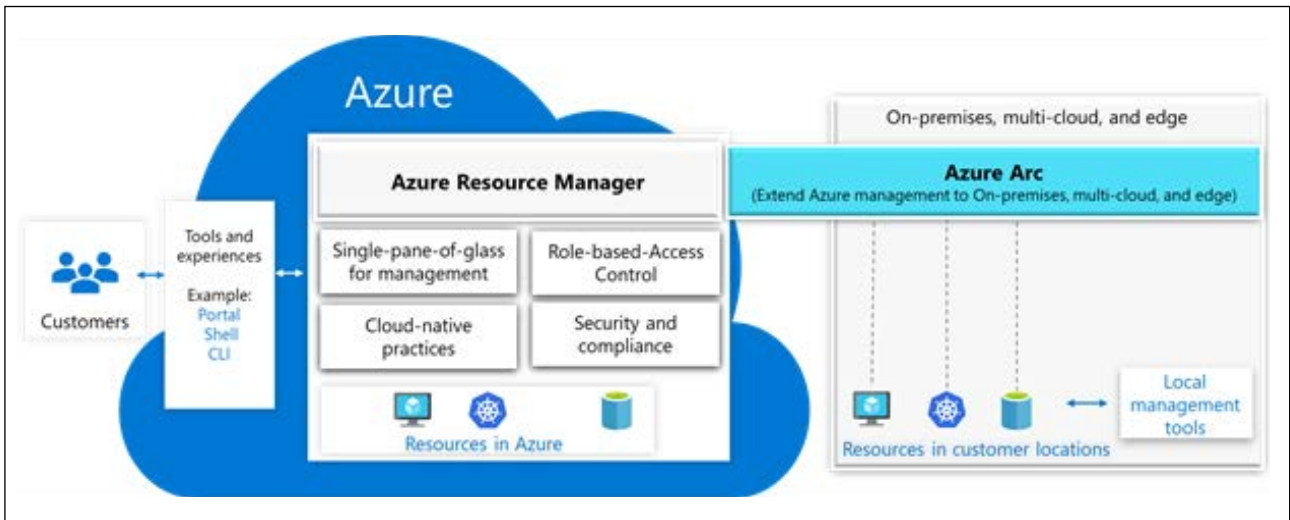 Azure
On-premises, multi-cloud, and edge
Azure Resource Manager
Azure Arc
(Extend Azure management to On-premises, multi-cloud, and edge)
Customers
Tools and
experiences
Example:
Portal
Shell
CLI
Single-pane-of-glass
for management
Role-based-Access
Control
Cloud-native
practices
Security and
compliance
Resources in Azure
Resources in customer locations
Local
management
tools